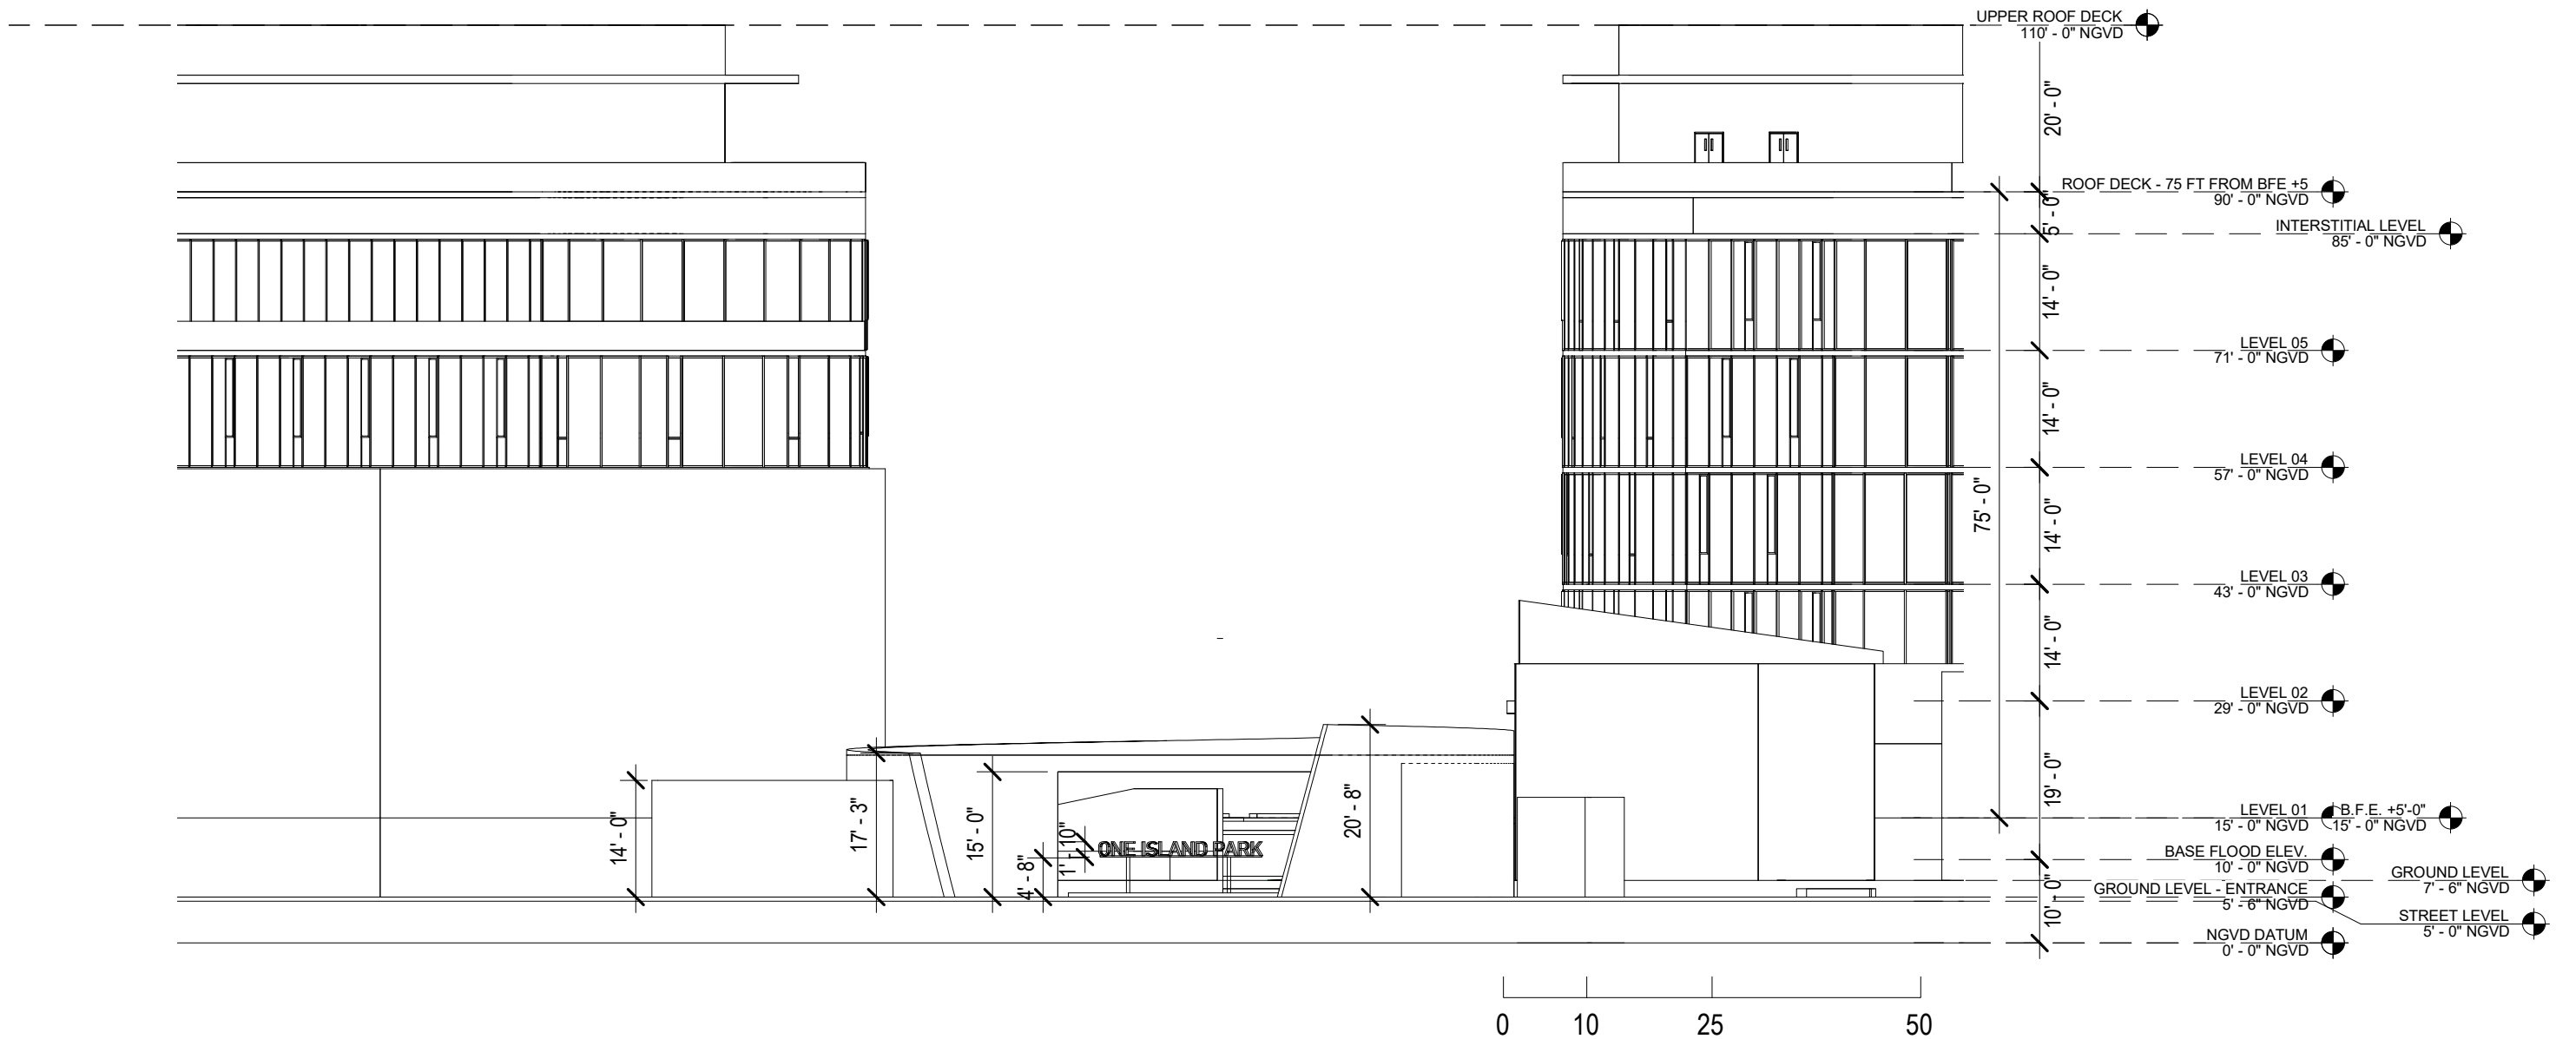 UPPER ROOF DECK
110' - 0" NGVD
20' - 0"
ROOF DECK - 75 FT FROM BFE +5
90' - 0" NGVD
5' - 0"
INTERSTITIAL LEVEL
85' - 0" NGVD
14' - 0"
LEVEL 05
71' - 0" NGVD
14' - 0"
LEVEL 04
57' - 0" NGVD
75' - 0"
14' - 0"
LEVEL 03
43' - 0" NGVD
14' - 0"
LEVEL 02
29' - 0" NGVD
19' - 0"
LEVEL 01
15' - 0" NGVD
B.F.E. +5'-0"
15' - 0" NGVD
14' - 0"
17' - 3"
15' - 0"
4' - 8"
1' - 10"
ONE ISLAND PARK
20' - 8"
BASE FLOOD ELEV.
10' - 0" NGVD
GROUND LEVEL
7' - 6" NGVD
10' - 0"
GROUND LEVEL - ENTRANCE
5' - 6" NGVD
STREET LEVEL
5' - 0" NGVD
NGVD DATUM
0' - 0" NGVD
0 10 25 50